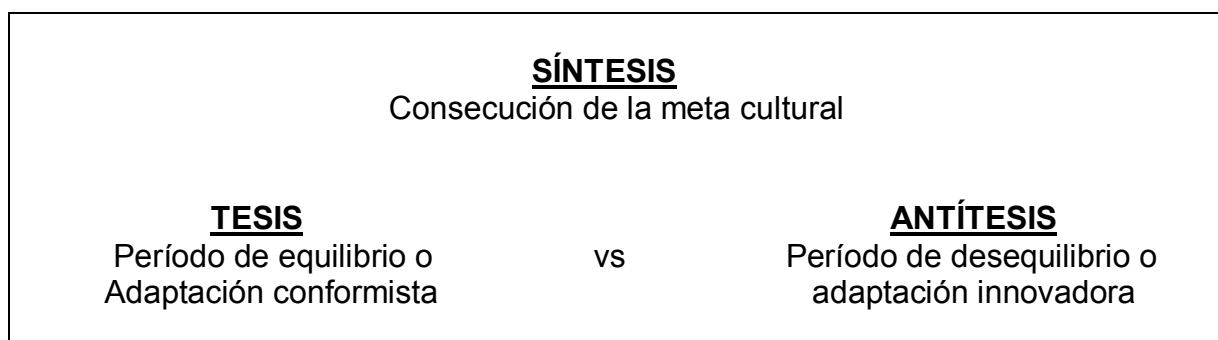 SÍNTESIS
Consecución de la meta cultural
TESIS
Período de equilibrio o
Adaptación conformista
vs
ANTÍTESIS
Período de desequilibrio o
adaptación innovadora